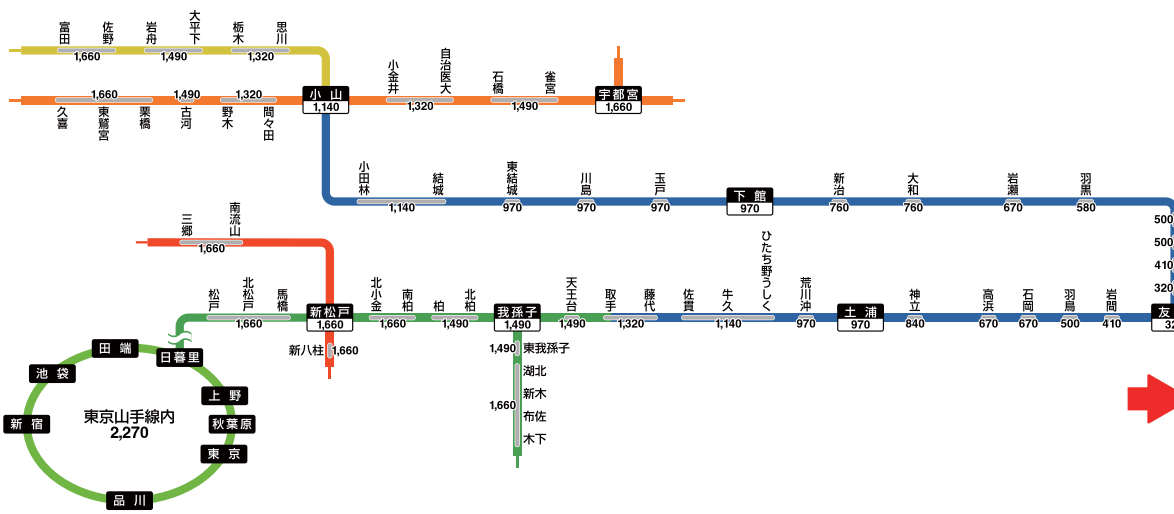 富田
佐野
1,660
岩舟
大平下
1,490
栃木
思川
1,320
1,660
1,490
1,320
久喜
東鷲宮
栗橋
古河
野木
間々田
小山
1,140
小金井
自治医大
1,320
石橋
雀宮
1,490
宇都宮
1,660
小田林
結城
1,140
東結城
970
川島
970
玉戸
970
下館
970
新治
760
大和
760
岩瀬
670
羽黒
580
500
500
410
320
三郷
南流山
1,660
松戸
北松戸
馬橋
1,660
新松戸
1,660
北小金
南柏
1,660
柏
北柏
1,490
我孫子
1,490
天王台
1,490
取手
藤代
1,320
佐貫
牛久
ひたち野うしく
1,140
荒川沖
970
土浦
970
神立
840
高浜
670
石岡
670
羽鳥
500
岩間
410
友
32
新八柱
1,660
1,490
東我孫子
湖北
新木
1,660
布佐
木下
田端
日暮里
池袋
上野
新宿
東京山手線内
2,270
秋葉原
東京
品川